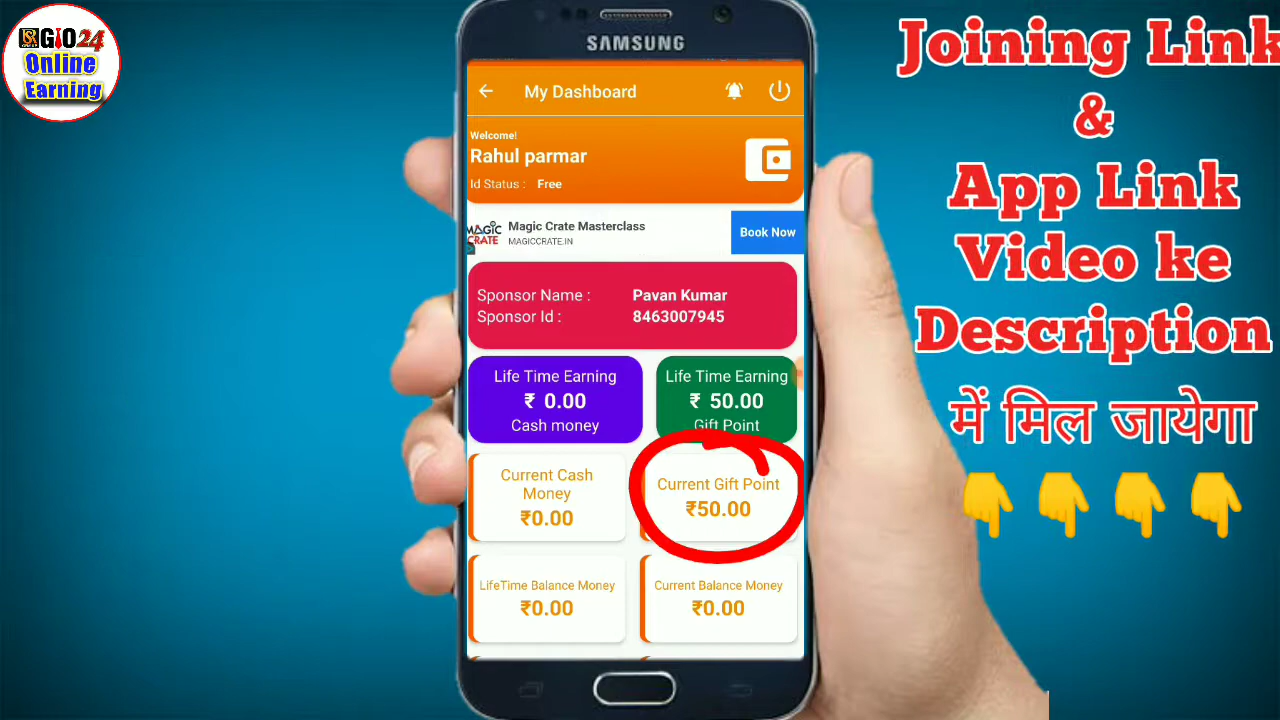 GIO24
Online
Earning
SAMSUNG
My Dashboard
Welcome!
Rahul parmar
Id Status : Free
MAGIC
CRATE
Magic Crate Masterclass
MAGICCRATE.IN
Book Now
Sponsor Name : Pavan Kumar
Sponsor Id : 8463007945
Life Time Earning
₹ 0.00
Cash money
Life Time Earning
₹ 50.00
Gift Point
Current Cash
Money
₹0.00
Current Gift Point
₹50.00
LifeTime Balance Money
₹0.00
Current Balance Money
₹0.00
Joining Link
&
App Link
Video ke
Description
में मिल जायेगा